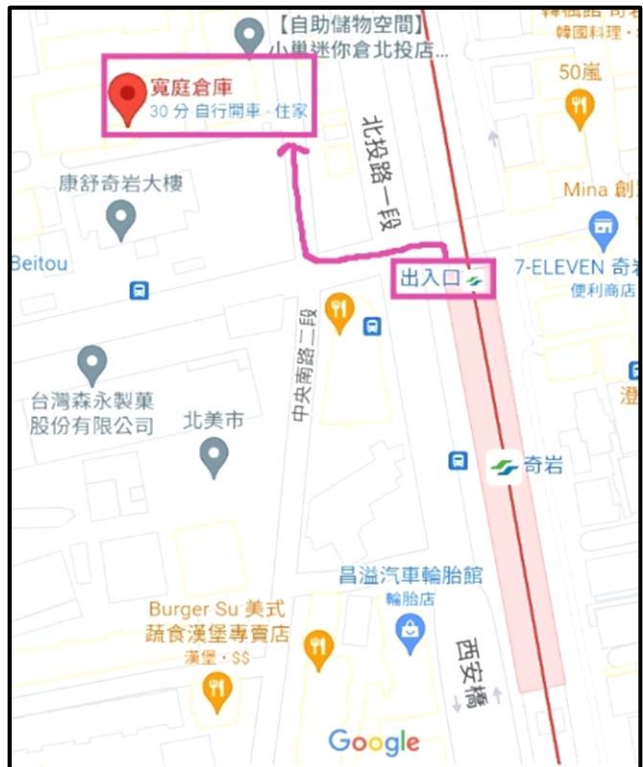 【自助儲物空間】
小巢迷你倉北投店...
韓國料理
50嵐
寬庭倉庫
30 分 自行開車 - 住家
北投路一段
康舒奇岩大樓
Mina 創
Beitou
出入口
7-ELEVEN 奇岩
便利商店
中央南路二段
台灣森永製菓
股份有限公司
北美市
澄
奇岩
昌溢汽車輪胎館
輪胎店
Burger Su 美式
蔬食漢堡專賣店
漢堡・$$
西安橋
Google